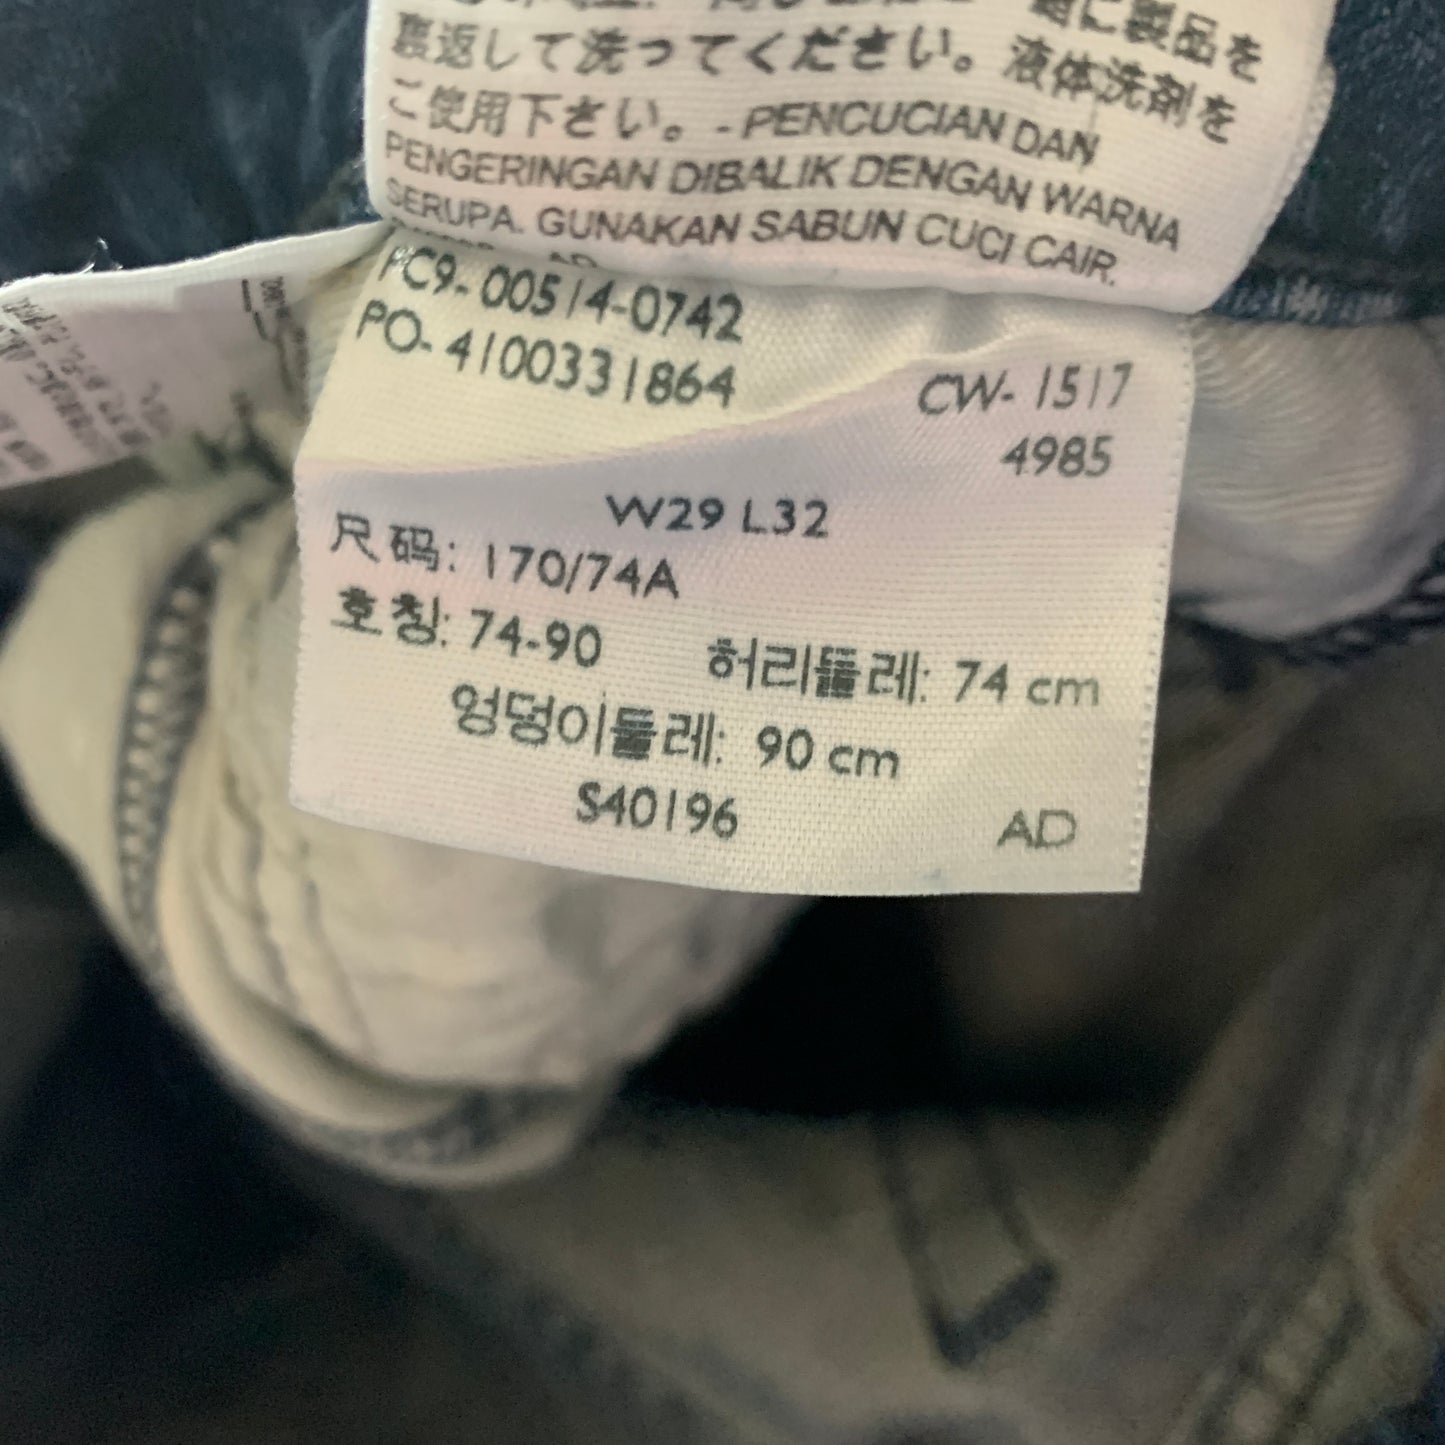 裏返して洗ってください。液体洗剤を
ご使用下さい。-PENCUCIAN DAN
PENGERINGAN DIBALIK DENGAN WARNA
SERUPA. GUNAKAN SABUN CUCI CAIR.
PC9-00514-0742
PO-4100331864
CW-1517
4985
W29 L32
尺码: 170/74A
호칭: 74-90
허리둘레: 74 cm
엉덩이둘레: 90 cm
S40196
AD